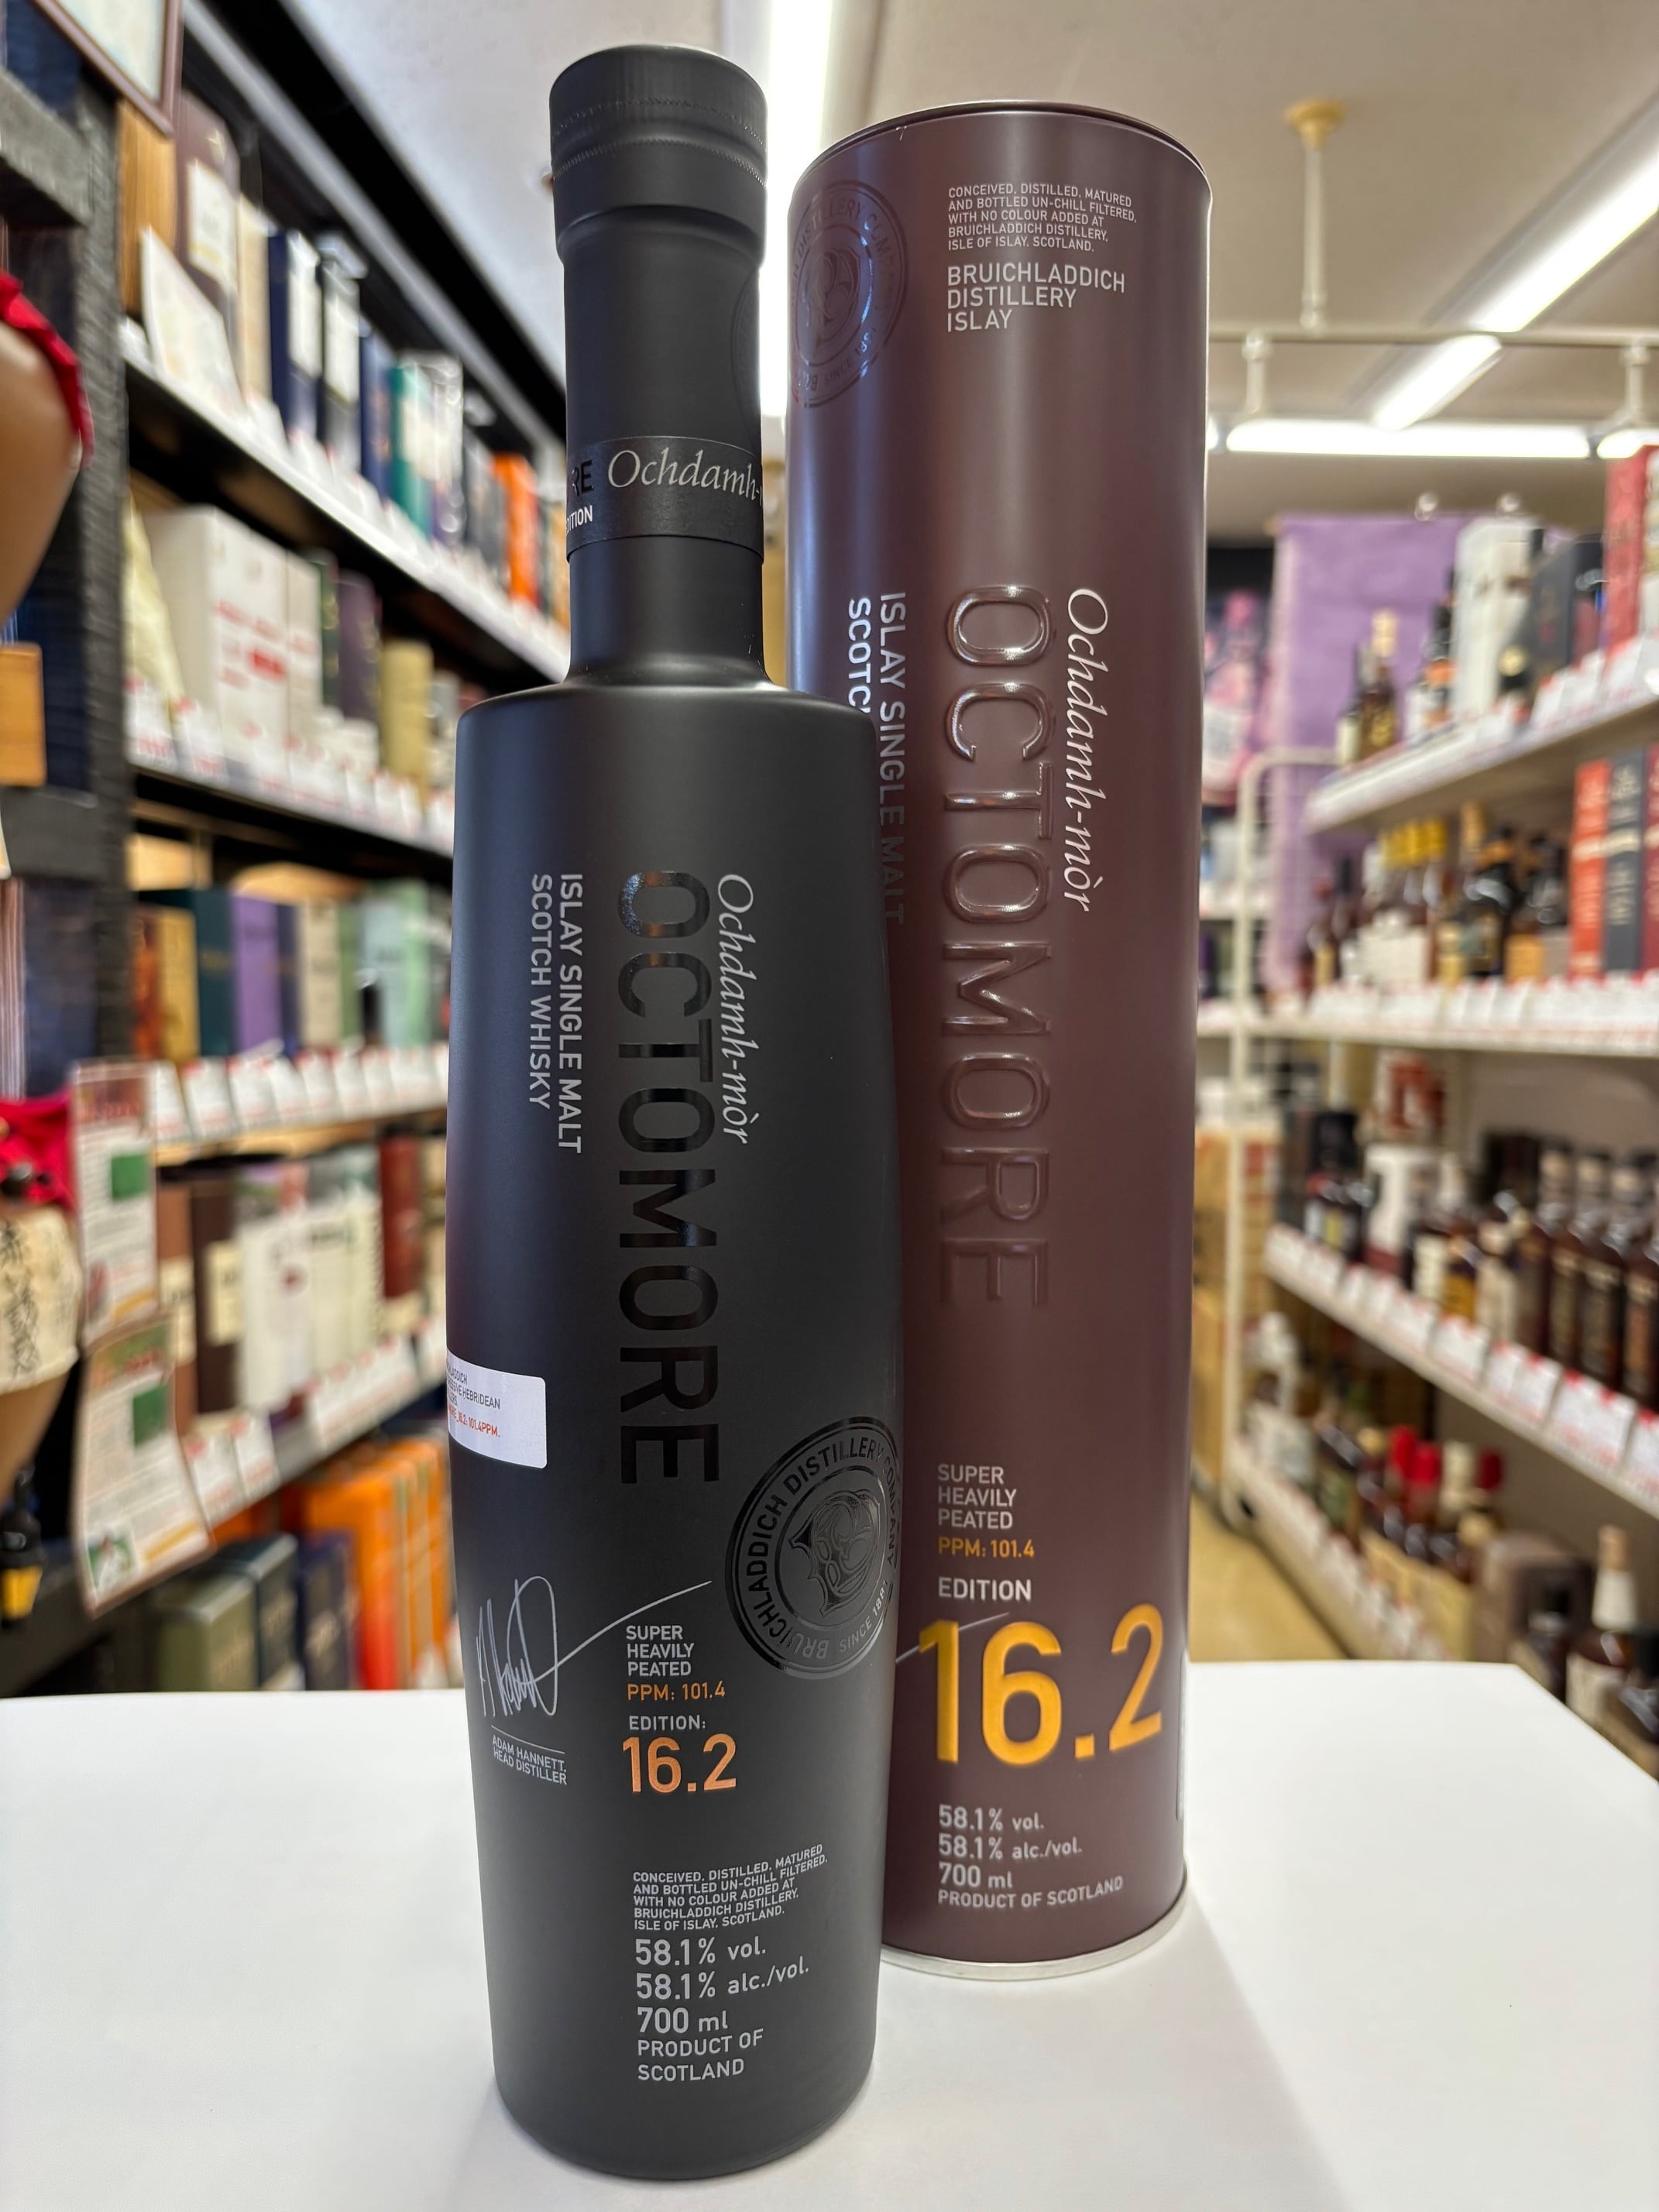 Ochdamh-
ISLAY SINGLE MALT
SCOTCH WHISKY
OCTOMORE
Ochdamh-mòr
HEBRIDEAN
101.4PPM.
BRUICHLADDICH DISTILLERY COMPANY
SINCE
ADAM HANNETT,
HEAD DISTILLER
SUPER
HEAVILY
PEATED
PPM: 101.4
EDITION:
16.2
CONCEIVED, DISTILLED, MATURED
AND BOTTLED UN-CHILL FILTERED,
WITH NO COLOUR ADDED AT
BRUICHLADDICH DISTILLERY,
ISLE OF ISLAY, SCOTLAND.
58.1% vol.
58.1% alc./vol.
700 ml
PRODUCT OF
SCOTLAND
CONCEIVED, DISTILLED, MATURED
AND BOTTLED UN-CHILL FILTERED,
WITH NO COLOUR ADDED AT
BRUICHLADDICH DISTILLERY,
ISLE OF ISLAY, SCOTLAND.
BRUICHLADDICH
DISTILLERY
ISLAY
ISLAY SINGLE MALT
OCTOMORE
Ochdamh-mòr
SUPER
HEAVILY
PEATED
PPM: 101.4
EDITION
16.2
58.1% vol.
58.1% alc./vol.
700 ml
PRODUCT OF SCOTLAND